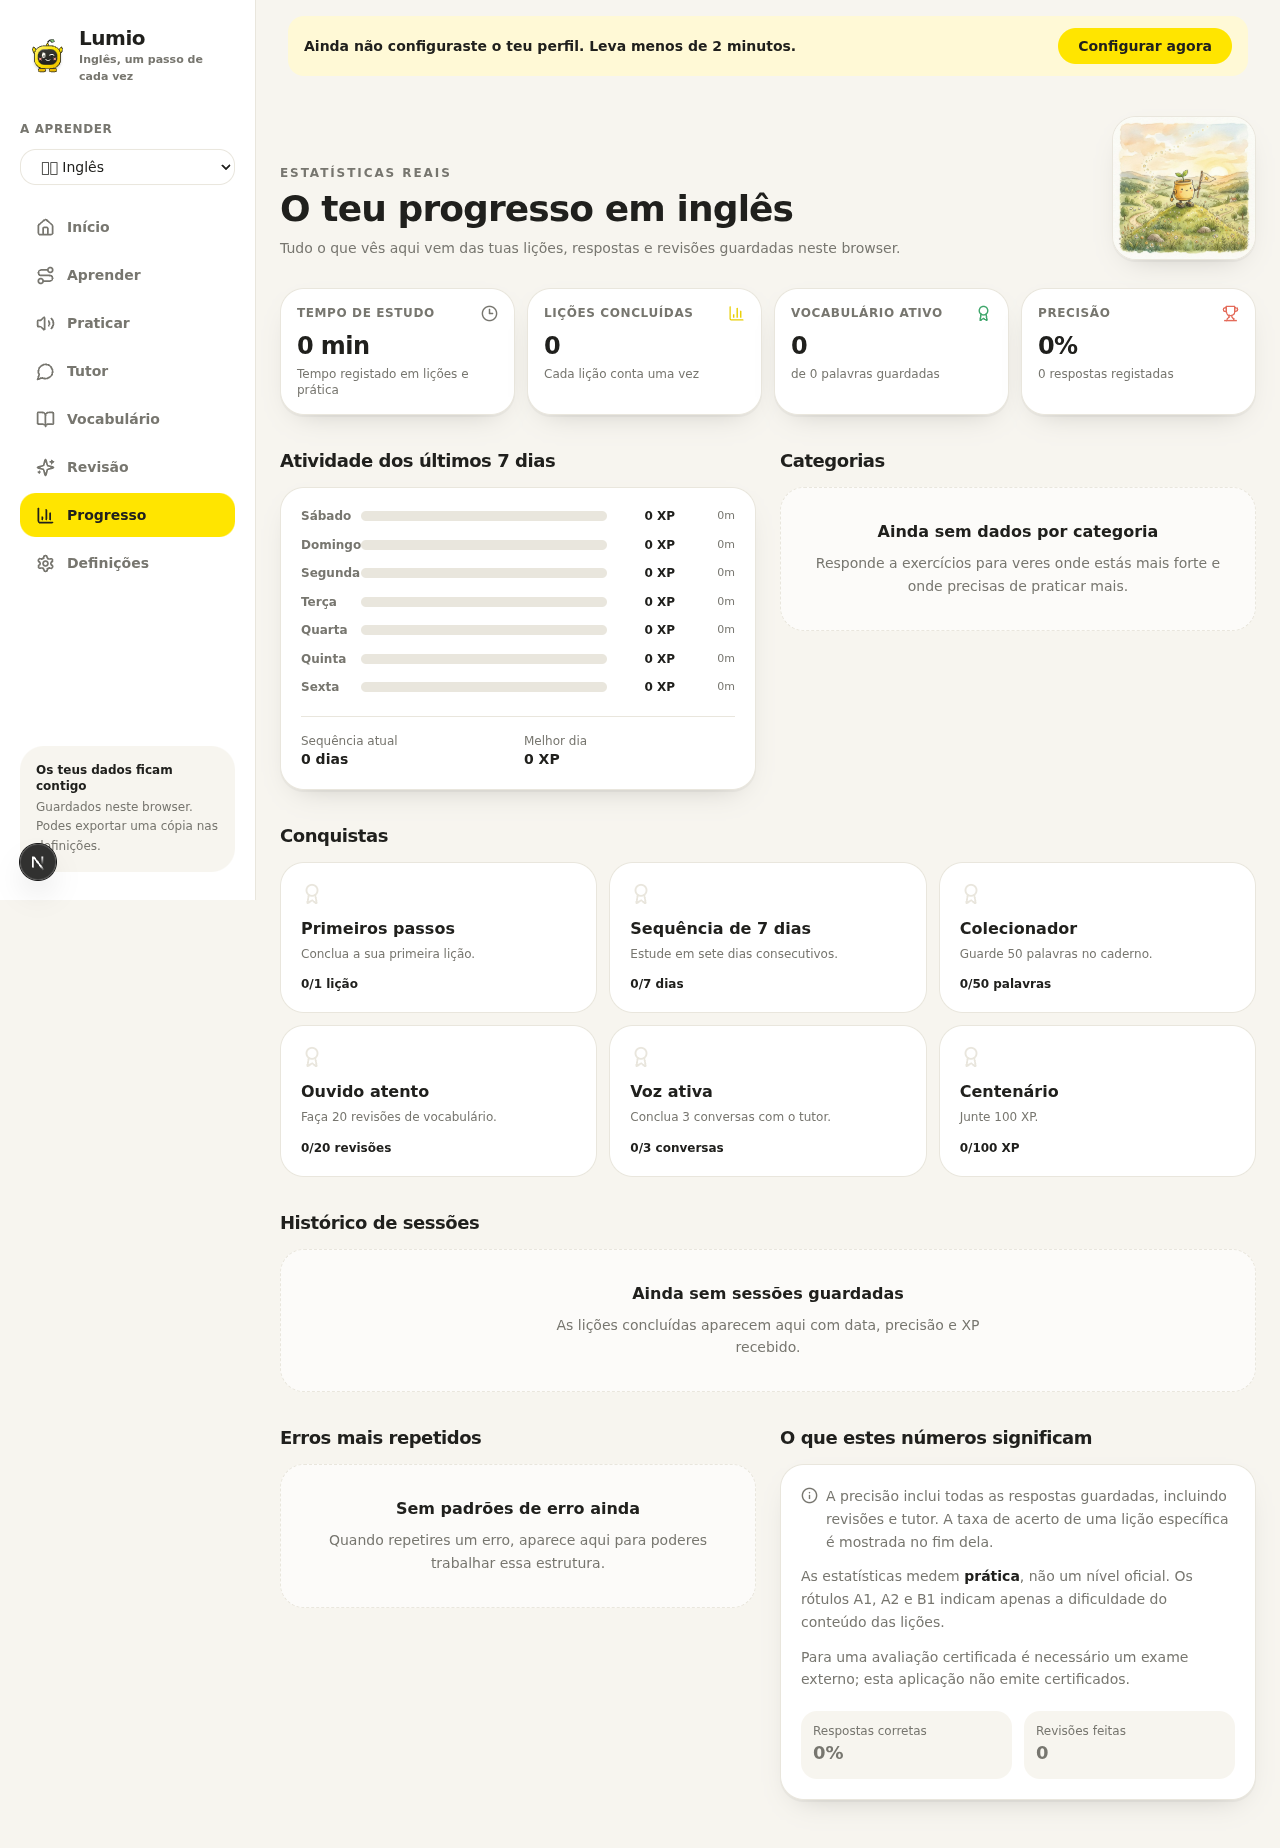 Lumio
Inglês, um passo de
cada vez
A APRENDER
Inglês
Início
Aprender
Praticar
Tutor
Vocabulário
Revisão
Progresso
Definições
Os teus dados ficam
contigo
Guardados neste browser.
Podes exportar uma cópia nas
definições.
N
Ainda não configuraste o teu perfil. Leva menos de 2 minutos.
Configurar agora
ESTATÍSTICAS REAIS
O teu progresso em inglês
Tudo o que vês aqui vem das tuas lições, respostas e revisões guardadas neste browser.
TEMPO DE ESTUDO
0 min
Tempo registado em lições e
prática
LIÇÕES CONCLUÍDAS
0
Cada lição conta uma vez
VOCABULÁRIO ATIVO
0
de 0 palavras guardadas
PRECISÃO
0%
0 respostas registadas
Atividade dos últimos 7 dias
Sábado 0 XP 0m
Domingo 0 XP 0m
Segunda 0 XP 0m
Terça 0 XP 0m
Quarta 0 XP 0m
Quinta 0 XP 0m
Sexta 0 XP 0m
Sequência atual
0 dias
Melhor dia
0 XP
Categorias
Ainda sem dados por categoria
Responde a exercícios para veres onde estás mais forte e
onde precisas de praticar mais.
Conquistas
Primeiros passos
Conclua a sua primeira lição.
0/1 lição
Sequência de 7 dias
Estude em sete dias consecutivos.
0/7 dias
Colecionador
Guarde 50 palavras no caderno.
0/50 palavras
Ouvido atento
Faça 20 revisões de vocabulário.
0/20 revisões
Voz ativa
Conclua 3 conversas com o tutor.
0/3 conversas
Centenário
Junte 100 XP.
0/100 XP
Histórico de sessões
Ainda sem sessões guardadas
As lições concluídas aparecem aqui com data, precisão e XP
recebido.
Erros mais repetidos
Sem padrões de erro ainda
Quando repetires um erro, aparece aqui para poderes
trabalhar essa estrutura.
O que estes números significam
A precisão inclui todas as respostas guardadas, incluindo
revisões e tutor. A taxa de acerto de uma lição específica
é mostrada no fim dela.
As estatísticas medem prática, não um nível oficial. Os
rótulos A1, A2 e B1 indicam apenas a dificuldade do
conteúdo das lições.
Para uma avaliação certificada é necessário um exame
externo; esta aplicação não emite certificados.
Respostas corretas
0%
Revisões feitas
0